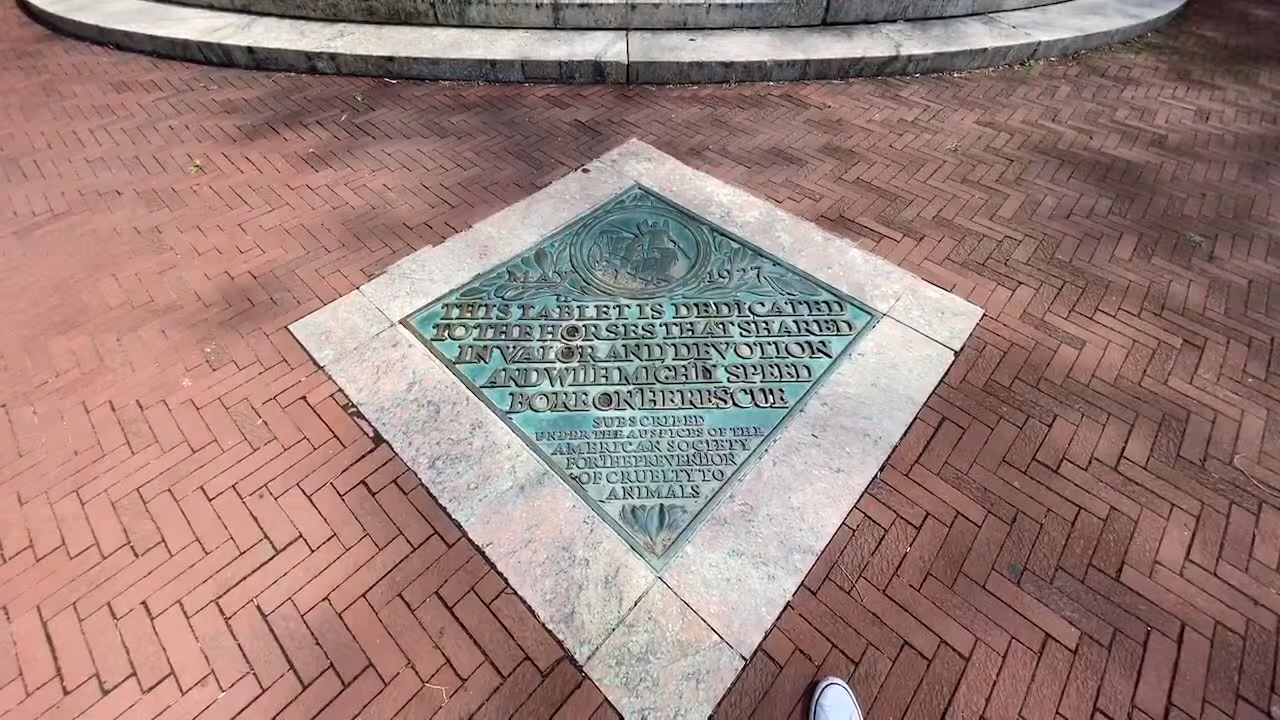 MAY 1927
THIS TABLET IS DEDICATED
TO THE HORSES THAT SHARED
IN VALOR AND DEVOTION
AND WITH MIGHTY SPEED
BORE ON THE RESCUE
SUBSCRIBED
UNDER THE AUSPICES OF THE
AMERICAN SOCIETY
FOR THE PREVENTION
OF CRUELTY TO
ANIMALS